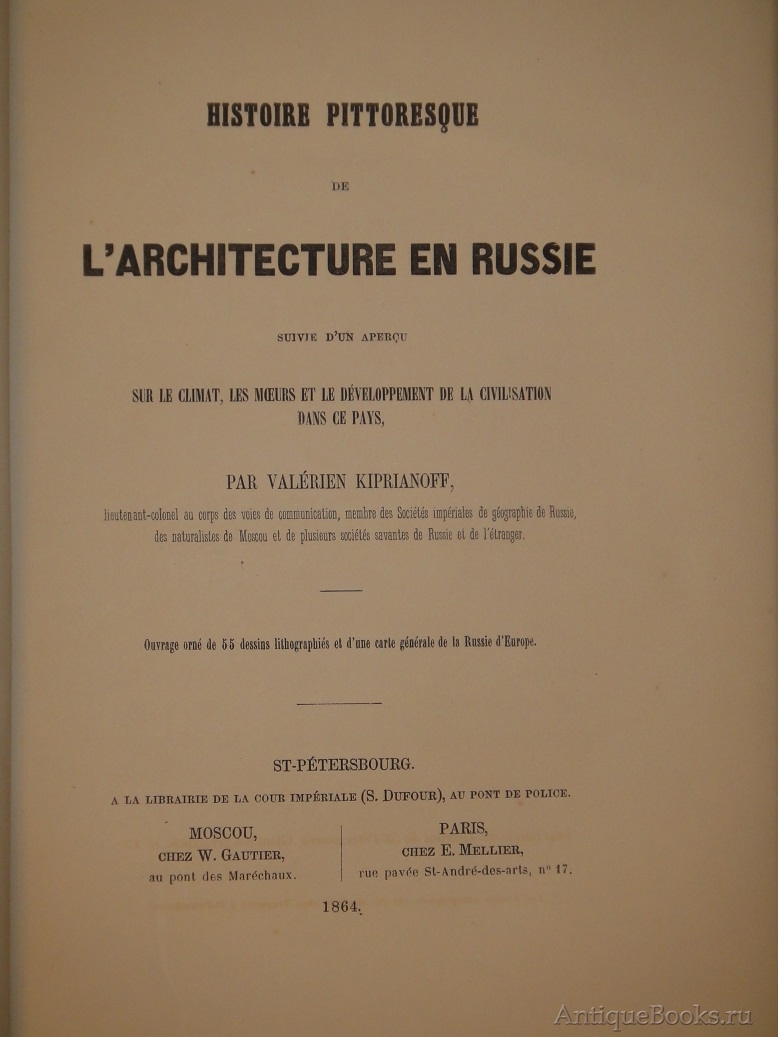 HISTOIRE PITTORESQUE
DE
L'ARCHITECTURE EN RUSSIE
SUIVIE D'UN APERÇU
SUR LE CLIMAT, LES MŒURS ET LE DÉVELOPPEMENT DE LA CIVILISATION
DANS CE PAYS,
PAR VALÉRIEN KIPRIANOFF,
lieutenant-colonel au corps des voies de communication, membre des Sociétés impériales de géographie de Russie,
des naturalistes de Moscou et de plusieurs sociétés savantes de Russie et de l'étranger.
Ouvrage orné de 55 dessins lithographiés et d'une carte générale de la Russie d'Europe.
ST-PÉTERSBOURG.
A LA LIBRAIRIE DE LA COUR IMPÉRIALE (S. DUFOUR), AU PONT DE POLICE.
MOSCOU,
CHEZ W. GAUTIER,
au pont des Maréchaux.
PARIS,
CHEZ E. MELLIER,
rue pavée St-André-des-arts, n° 17.
1864.
AntiqueBooks.ru